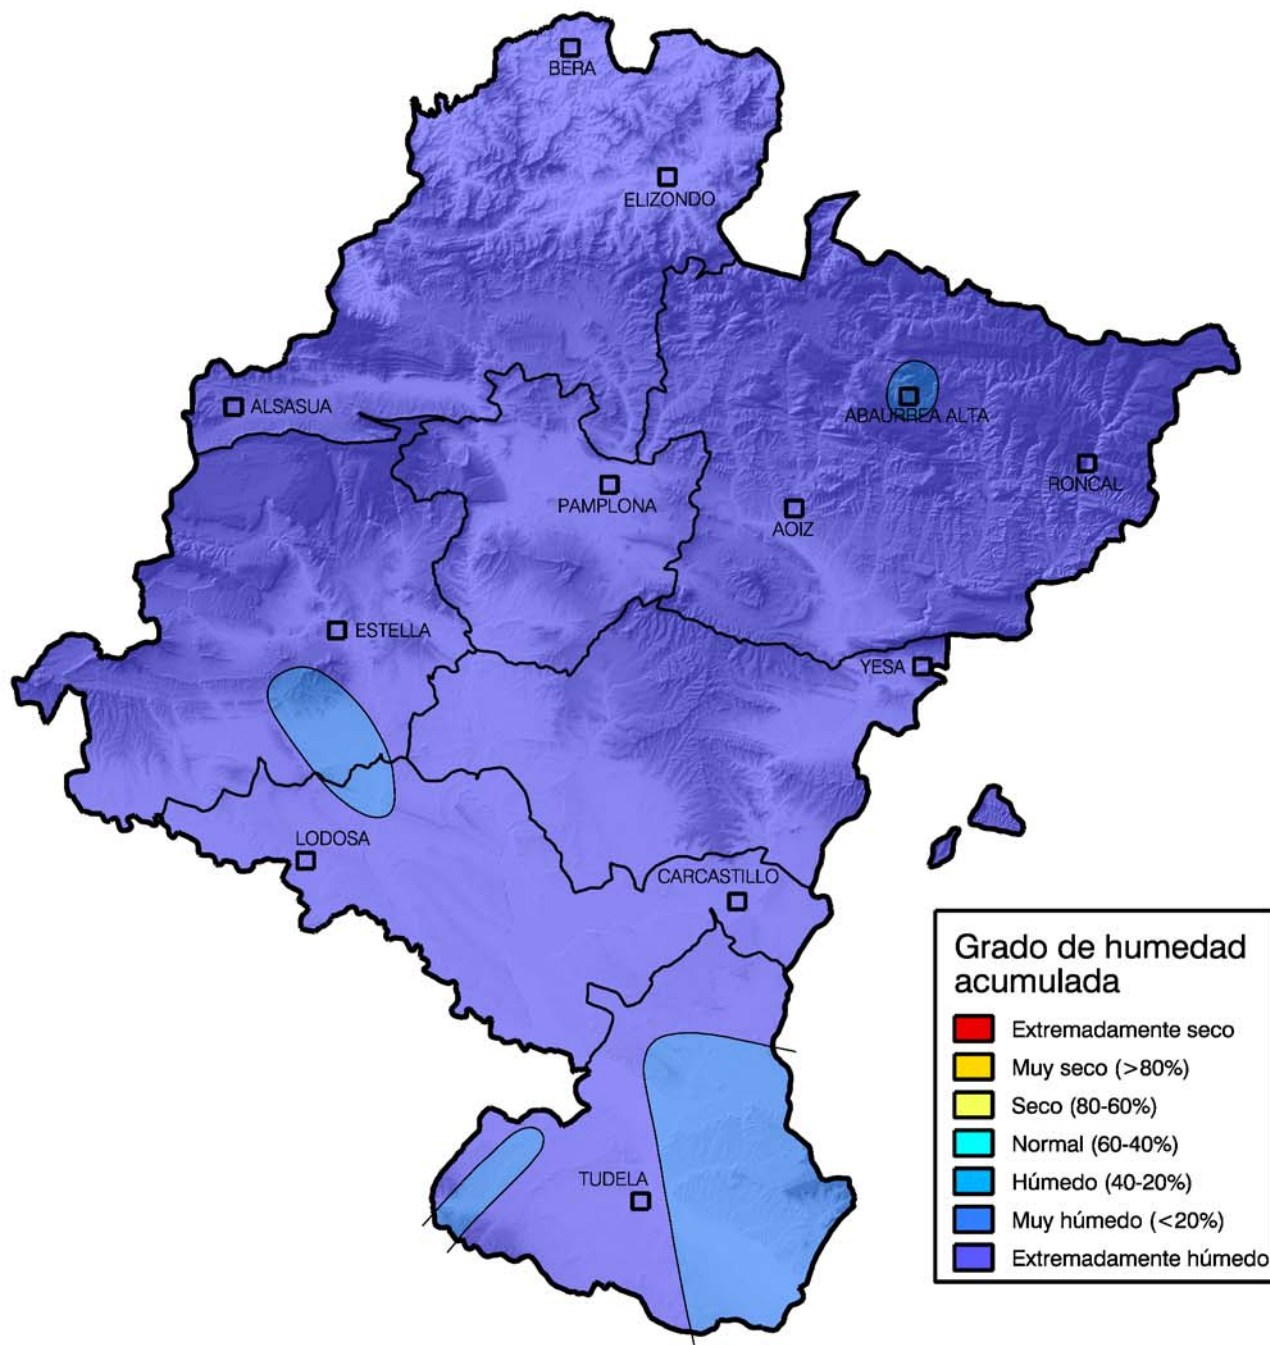 BERA
ELIZONDO
ALSASUA
ABAURREA ALTA
RONCAL
PAMPLONA
AOIZ
ESTELLA
YESA
LODOSA
CARCASTILLO
TUDELA
Grado de humedad
acumulada
Extremadamente seco
Muy seco (>80%)
Seco (80-60%)
Normal (60-40%)
Húmedo (40-20%)
Muy húmedo (<20%)
Extremadamente húmedo